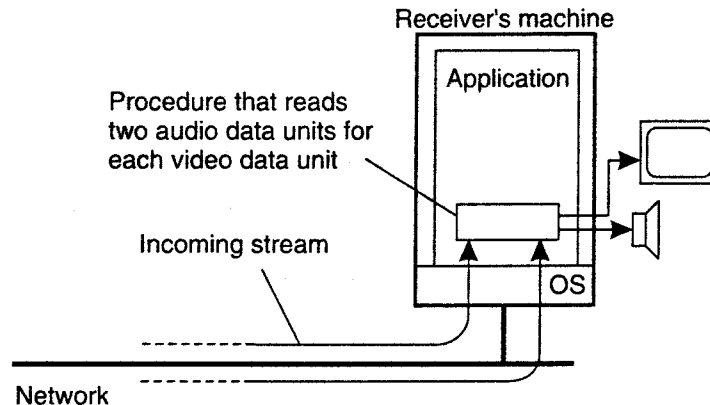 Receiver's machine
Application
Procedure that reads
two audio data units for
each video data unit
Incoming stream
OS
Network